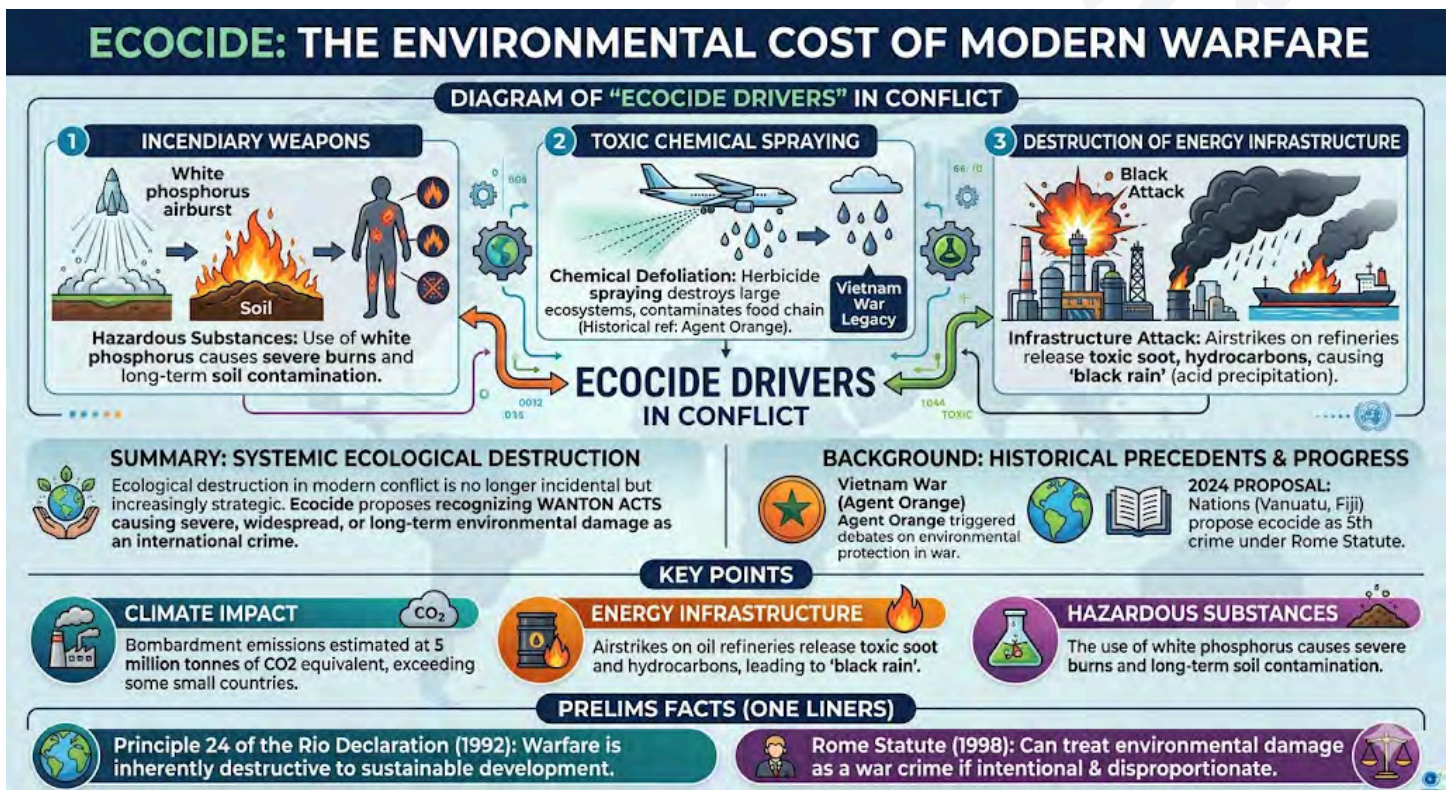 ECOCIDE: THE ENVIRONMENTAL COST OF MODERN WARFARE
DIAGRAM OF "ECOCIDE DRIVERS" IN CONFLICT
1 INCENDIARY WEAPONS
White
phosphorus
airburst
Soil
Hazardous Substances: Use of white
phosphorus causes severe burns and
long-term soil contamination.
2 TOXIC CHEMICAL SPRAYING
Chemical Defoliation: Herbicide
spraying destroys large
ecosystems, contaminates food chain
(Historical ref: Agent Orange).
Vietnam
War
Legacy
3 DESTRUCTION OF ENERGY INFRASTRUCTURE
Black
Attack
Infrastructure Attack: Airstrikes on refineries
release toxic soot, hydrocarbons, causing
'black rain' (acid precipitation).
ECOCIDE DRIVERS
IN CONFLICT
0012
TOXIC
SUMMARY: SYSTEMIC ECOLOGICAL DESTRUCTION
Ecological destruction in modern conflict is no longer incidental but
increasingly strategic. Ecocide proposes recognizing WANTON ACTS
causing severe, widespread, or long-term environmental damage as
an international crime.
BACKGROUND: HISTORICAL PRECEDENTS & PROGRESS
Vietnam War
(Agent Orange)
Agent Orange triggered
debates on environmental
protection in war.
2024 PROPOSAL:
Nations (Vanuatu, Fiji)
propose ecocide as 5th
crime under Rome Statute.
KEY POINTS
CLIMATE IMPACT
CO₂
Bombardment emissions estimated at 5
million tonnes of CO2 equivalent, exceeding
some small countries.
ENERGY INFRASTRUCTURE
Airstrikes on oil refineries release toxic soot
and hydrocarbons, leading to 'black rain'.
HAZARDOUS SUBSTANCES
The use of white phosphorus causes severe
burns and long-term soil contamination.
PRELIMS FACTS (ONE LINERS)
Principle 24 of the Rio Declaration (1992): Warfare is
inherently destructive to sustainable development.
Rome Statute (1998): Can treat environmental damage
as a war crime if intentional & disproportionate.